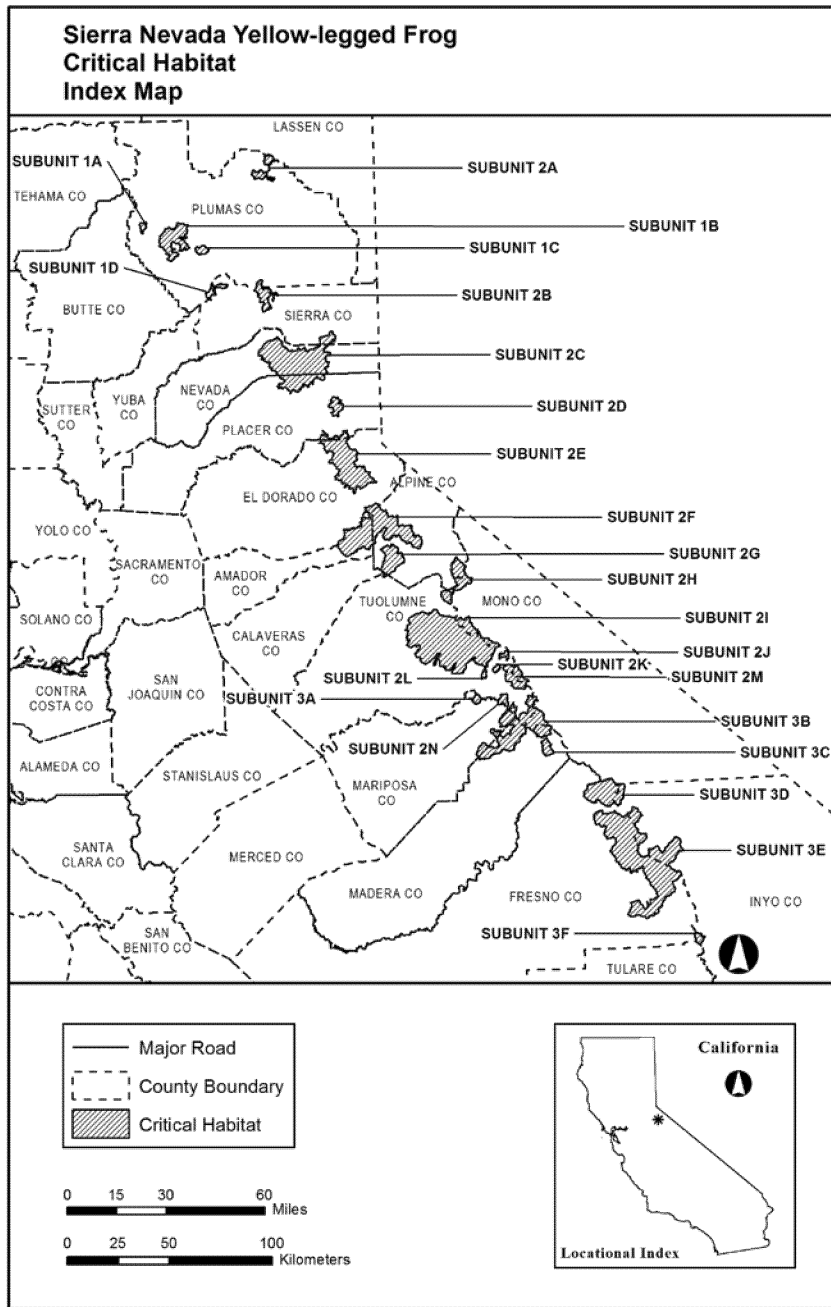 Sierra Nevada Yellow-legged Frog
Critical Habitat
Index Map
LASSEN CO
SUBUNIT 1A
SUBUNIT 2A
TEHAMA CO
PLUMAS CO
SUBUNIT 1B
SUBUNIT 1C
SUBUNIT 1D
SUBUNIT 2B
BUTTE CO
SIERRA CO
SUBUNIT 2C
NEVADA
CO
YUBA
CO
SUTTER
CO
SUBUNIT 2D
PLACER CO
SUBUNIT 2E
ALPINE CO
EL DORADO CO
SUBUNIT 2F
YOLO CO
SUBUNIT 2G
SACRAMENTO
CO
AMADOR
CO
SUBUNIT 2H
TUOLUMNE
CO
MONO CO
SOLANO CO
SUBUNIT 2I
CALAVERAS
CO
SUBUNIT 2J
SUBUNIT 2K
SUBUNIT 2L
SUBUNIT 2M
CONTRA
COSTA CO
SAN
JOAQUIN CO
SUBUNIT 3A
SUBUNIT 3B
SUBUNIT 2N
SUBUNIT 3C
ALAMEDA CO
STANISLAUS CO
MARIPOSA
CO
SUBUNIT 3D
SANTA
CLARA CO
MERCED CO
SUBUNIT 3E
MADERA CO
FRESNO CO
INYO CO
SAN
BENITO CO
SUBUNIT 3F
TULARE CO
Major Road
County Boundary
Critical Habitat
0 15 30 60
Miles
0 25 50 100
Kilometers
California
Locational Index